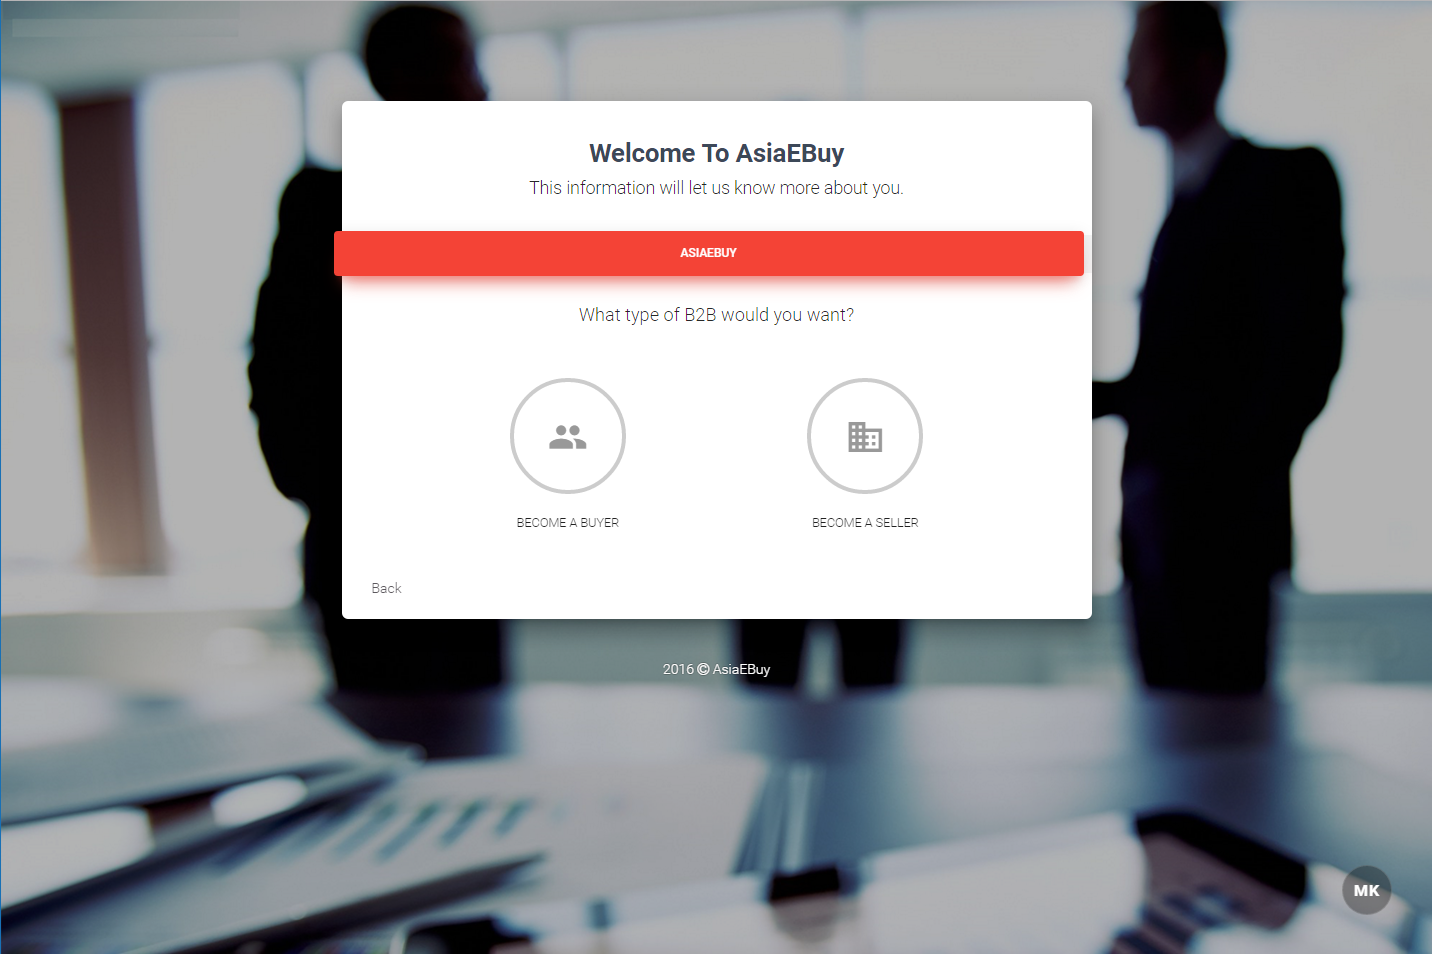 Welcome To AsiaEBuy
This information will let us know more about you.
ASIAEBUY
What type of B2B would you want?
BECOME A BUYER
BECOME A SELLER
Back
2016 © AsiaEBuy
MK